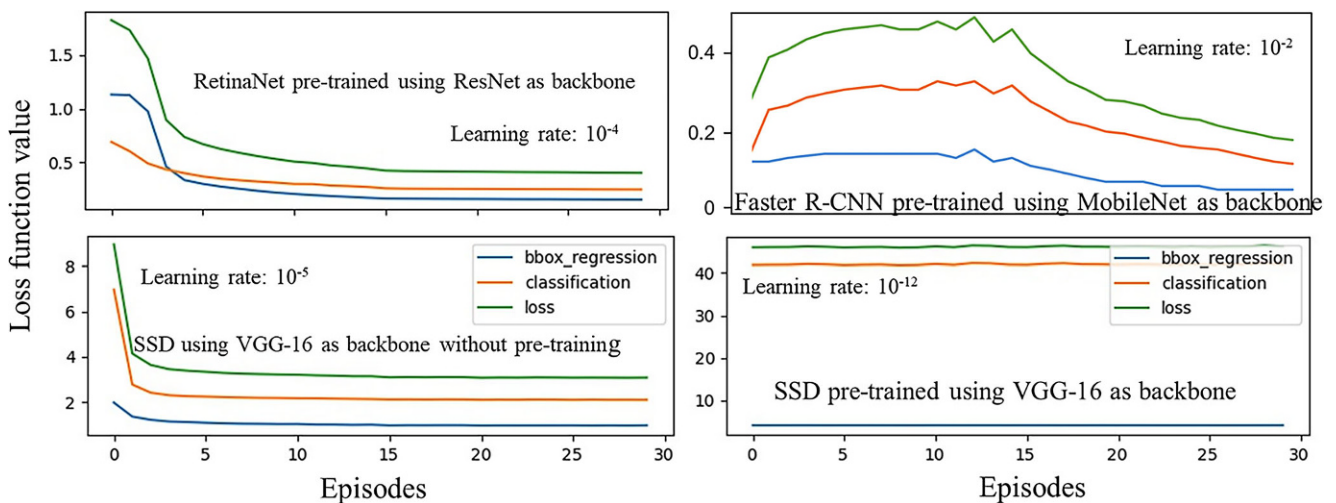 Loss function value
1.5
1.0
0.5
RetinaNet pre-trained using ResNet as backbone
Learning rate: 10⁻⁴
0.4
0.2
0
Learning rate: 10⁻²
Faster R-CNN pre-trained using MobileNet as backbone
8
6
4
2
Learning rate: 10⁻⁵
bbox_regression
classification
loss
SSD using VGG-16 as backbone without pre-training
0 5 10 15 20 25 30
Episodes
40
30
40
20
10
bbox_regression
classification
loss
Learning rate: 10⁻¹²
SSD pre-trained using VGG-16 as backbone
0 5 10 15 20 25 30
Episodes